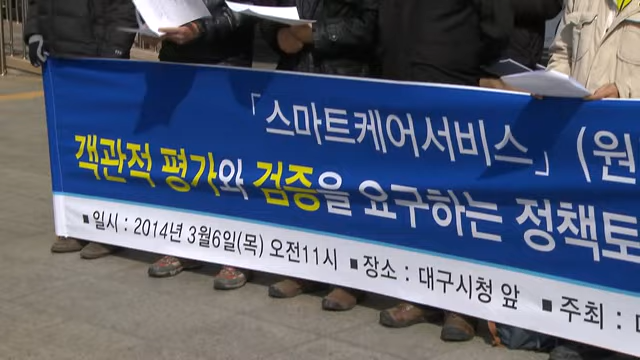 「스마트케어서비스」(원
객관적 평가와 검증을 요구하는 정책토
■일시 : 2014년 3월6일(목) 오전11시 ■장소 : 대구시청 앞 ■주최 :